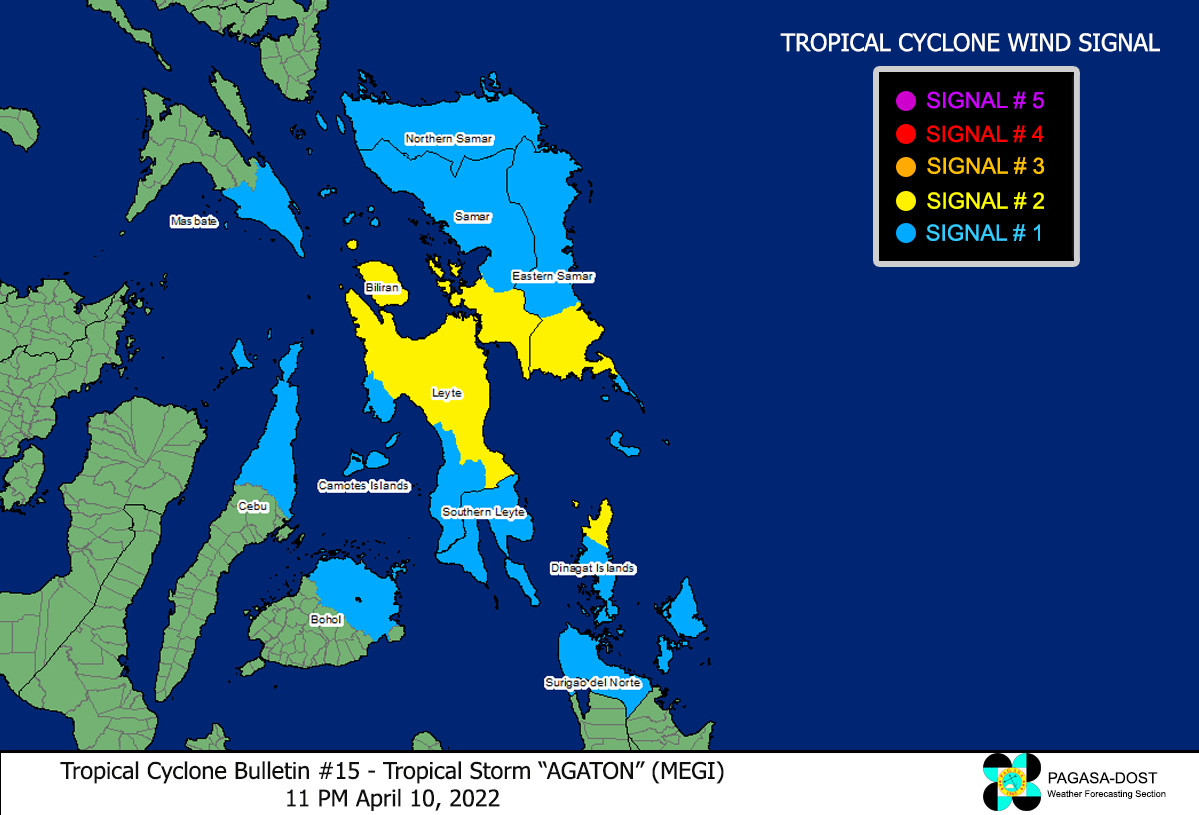 TROPICAL CYCLONE WIND SIGNAL
SIGNAL # 5
SIGNAL # 4
SIGNAL # 3
SIGNAL # 2
SIGNAL # 1
Northern Samar
Samar
Masbate
Eastern Samar
Biliran
Leyte
Camotes Islands
Cebu
Southern Leyte
Dinagat Islands
Bohol
Surigao del Norte
Tropical Cyclone Bulletin #15 - Tropical Storm “AGATON” (MEGI)
11 PM April 10, 2022
PAGASA-DOST
Weather Forecasting Section